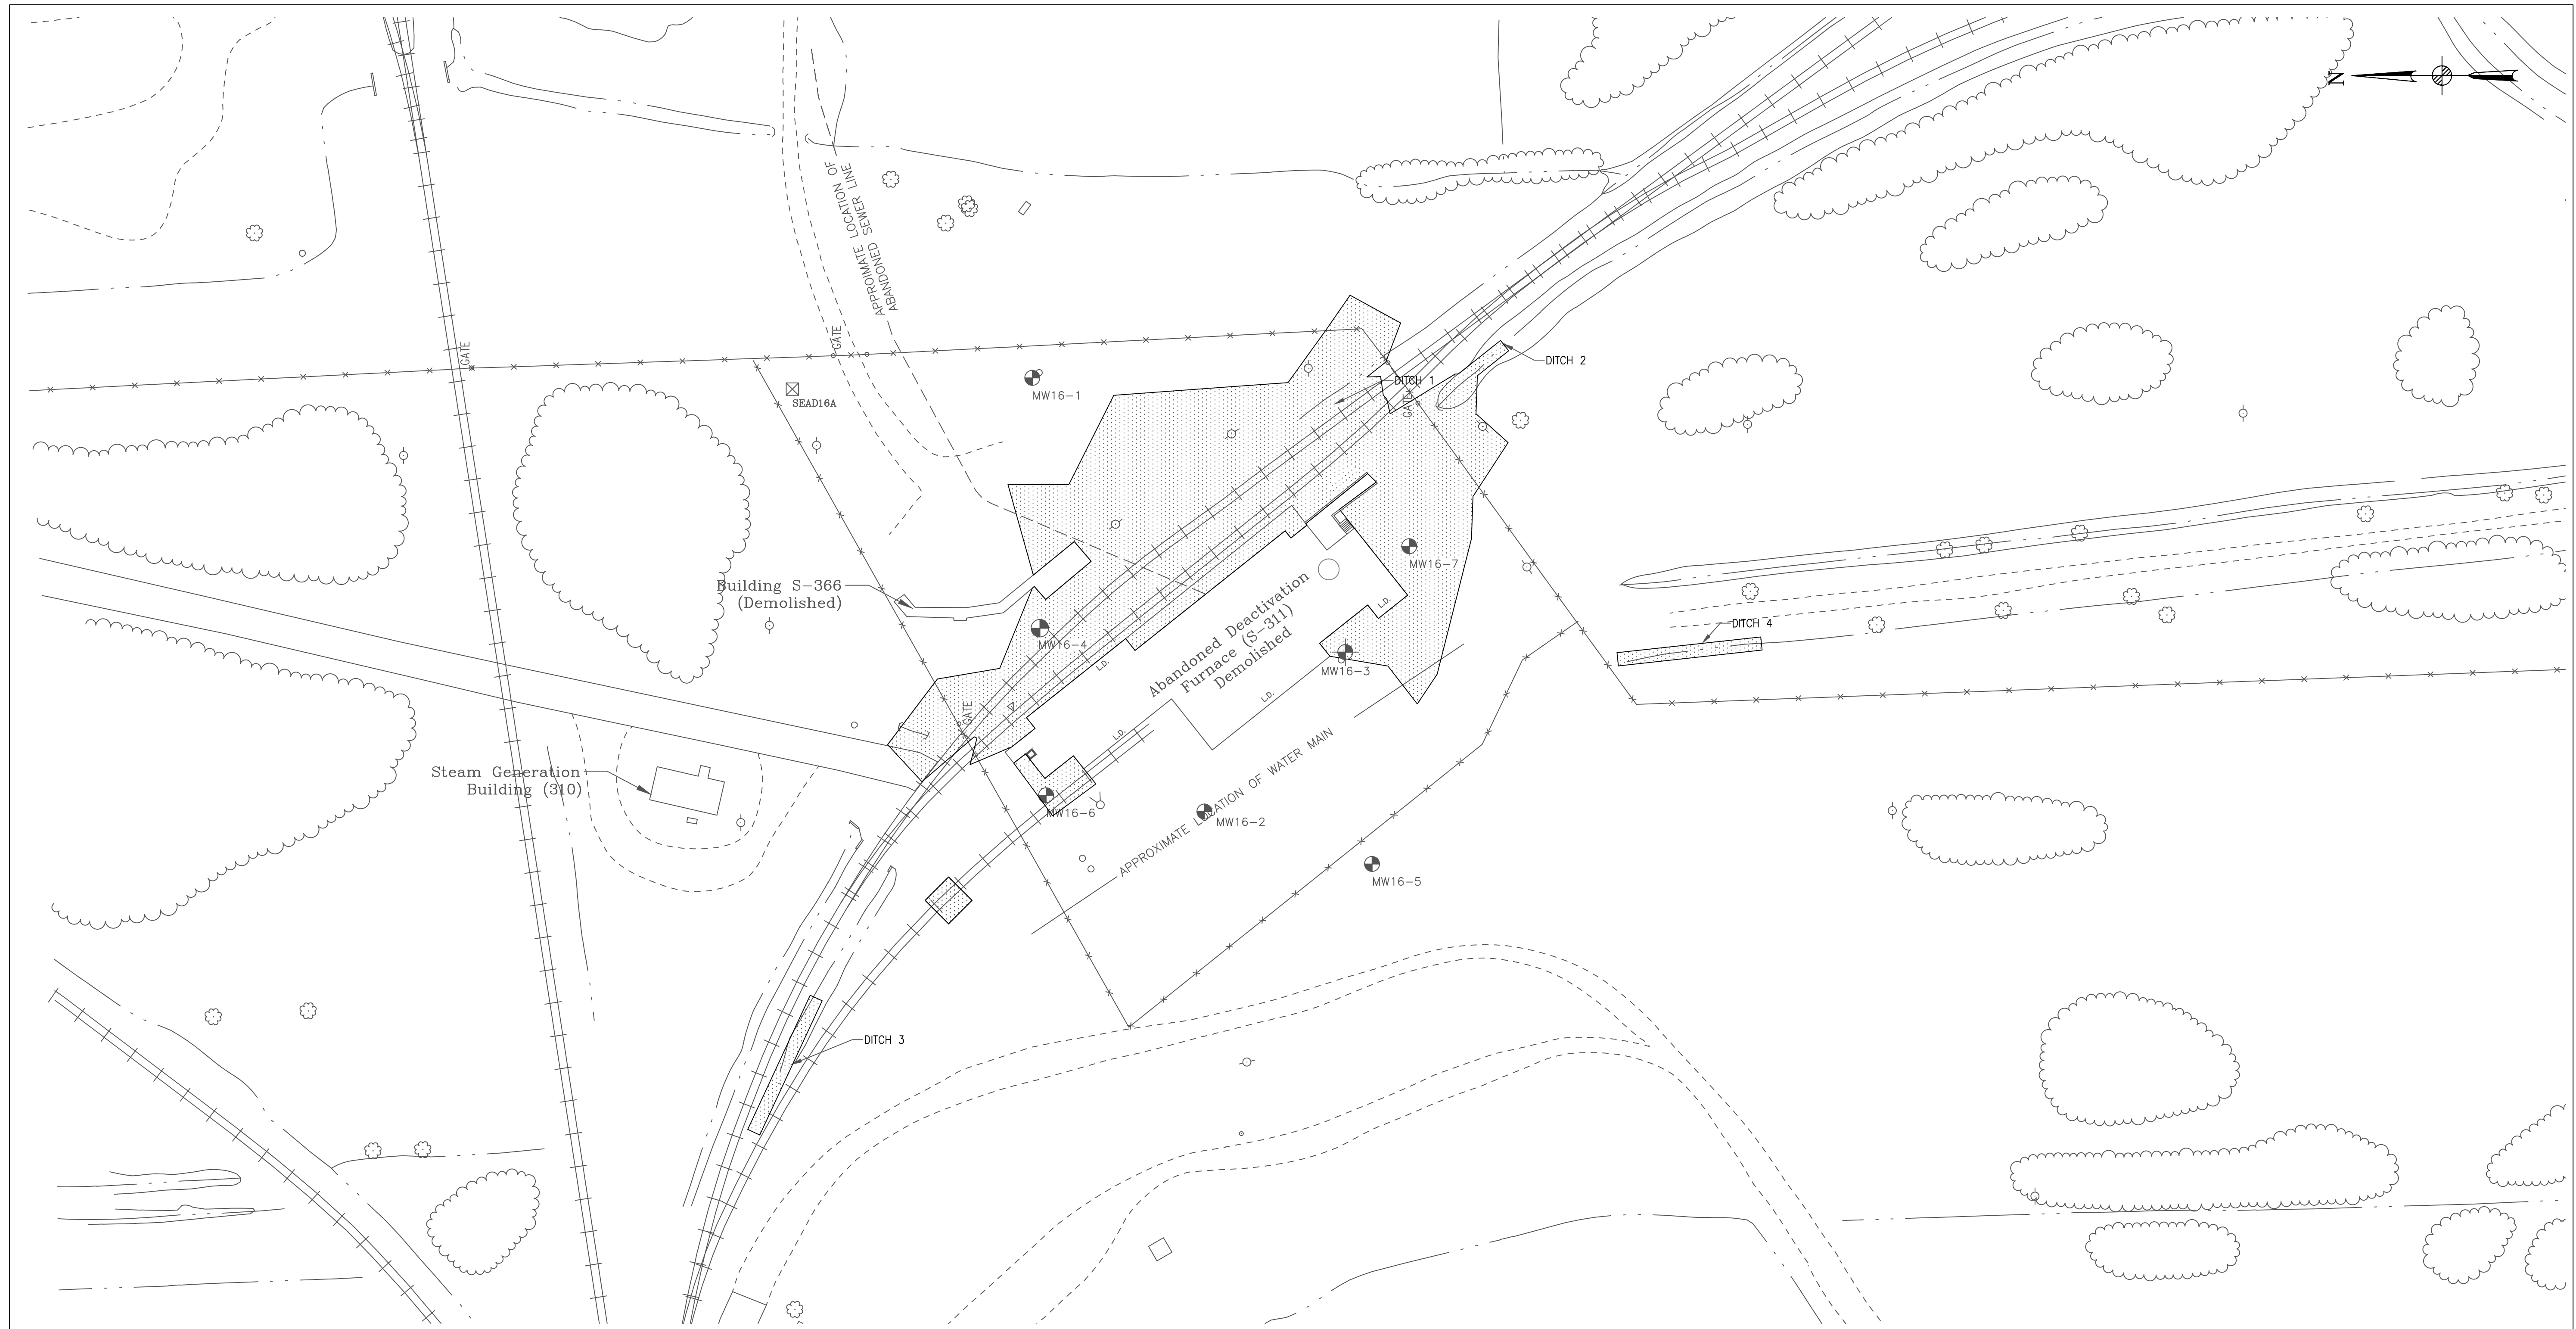 N
APPROIMATE LOCATION OF
ABANDONED SEWER LINE
GATE
GATE
DITCH 2
DITCH 1
GATE
MW16-1
SEAD16A
MW16-7
Building S-366
(Demolished)
L.D.
MW16-4
L.D.
Abandoned Deactivation
Furnace (S-311)
Demolished
DITCH 4
MW16-3
L.D.
GATE
L.D.
APPROXIMATE LOCATION OF WATER MAIN
Steam Generation
Building (310)
MW16-6
MW16-2
MW16-5
DITCH 3